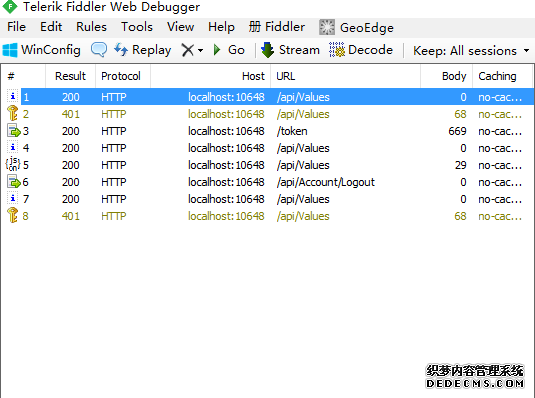 Telerik Fiddler Web Debugger
File Edit Rules Tools View Help 册 Fiddler GeoEdge
WinConfig Replay Go Stream Decode Keep: All sessions
# Result Protocol Host URL Body Caching
1 200 HTTP localhost:10648 /api/Values 0 no-cac...
2 401 HTTP localhost:10648 /api/Values 68 no-cac...
3 200 HTTP localhost:10648 /token 669 no-cac...
4 200 HTTP localhost:10648 /api/Values 0 no-cac...
5 200 HTTP localhost:10648 /api/Values 29 no-cac...
6 200 HTTP localhost:10648 /api/Account/Logout 0 no-cac...
7 200 HTTP localhost:10648 /api/Values 0 no-cac...
8 401 HTTP localhost:10648 /api/Values 68 no-cac...
织梦内容管理系统
DEDECMS.COM